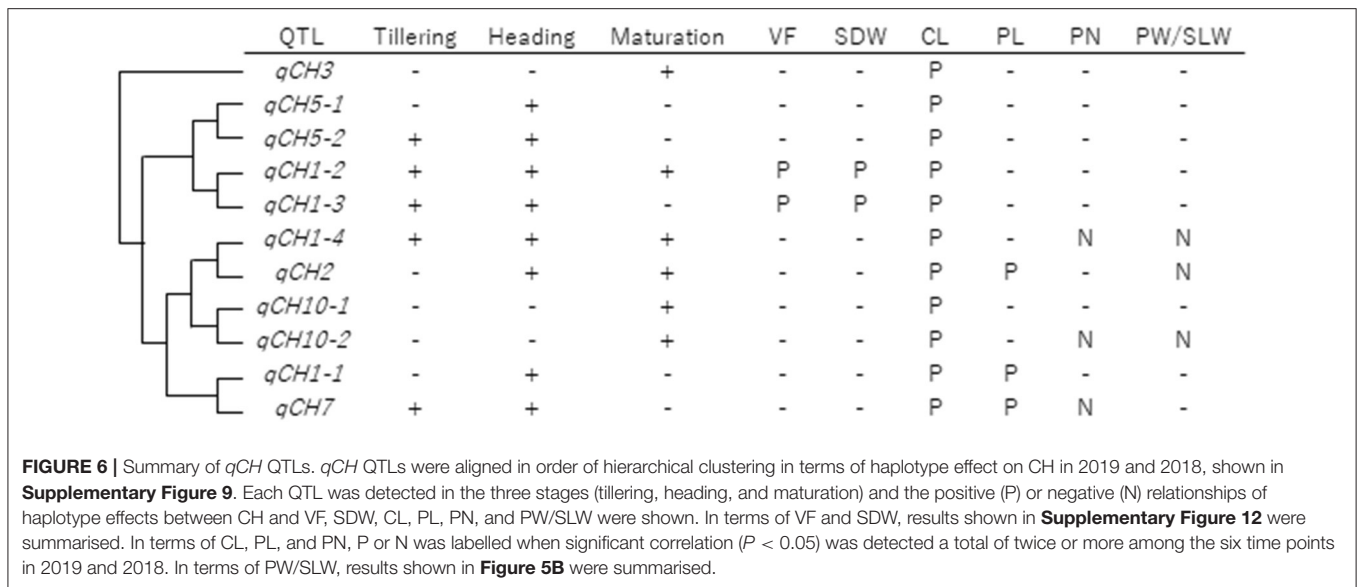 QTL Tillering Heading Maturation VF SDW CL PL PN PW/SLW
qCH3 - - + - - P - - -
qCH5-1 - + - - - P - - -
qCH5-2 + + - - - P - - -
qCH1-2 + + + P P P - - -
qCH1-3 + + - P P P - - -
qCH1-4 + + + - - P - N N
qCH2 - + + - - P P - N
qCH10-1 - - + - - P - - -
qCH10-2 - - + - - P - N N
qCH1-1 - + - - - P P - -
qCH7 + + - - - P P N -
FIGURE 6 | Summary of qCH QTLs. qCH QTLs were aligned in order of hierarchical clustering in terms of haplotype effect on CH in 2019 and 2018, shown in
Supplementary Figure 9. Each QTL was detected in the three stages (tillering, heading, and maturation) and the positive (P) or negative (N) relationships of
haplotype effects between CH and VF, SDW, CL, PL, PN, and PW/SLW were shown. In terms of VF and SDW, results shown in Supplementary Figure 12 were
summarised. In terms of CL, PL, and PN, P or N was labelled when significant correlation (P < 0.05) was detected a total of twice or more among the six time points
in 2019 and 2018. In terms of PW/SLW, results shown in Figure 5B were summarised.